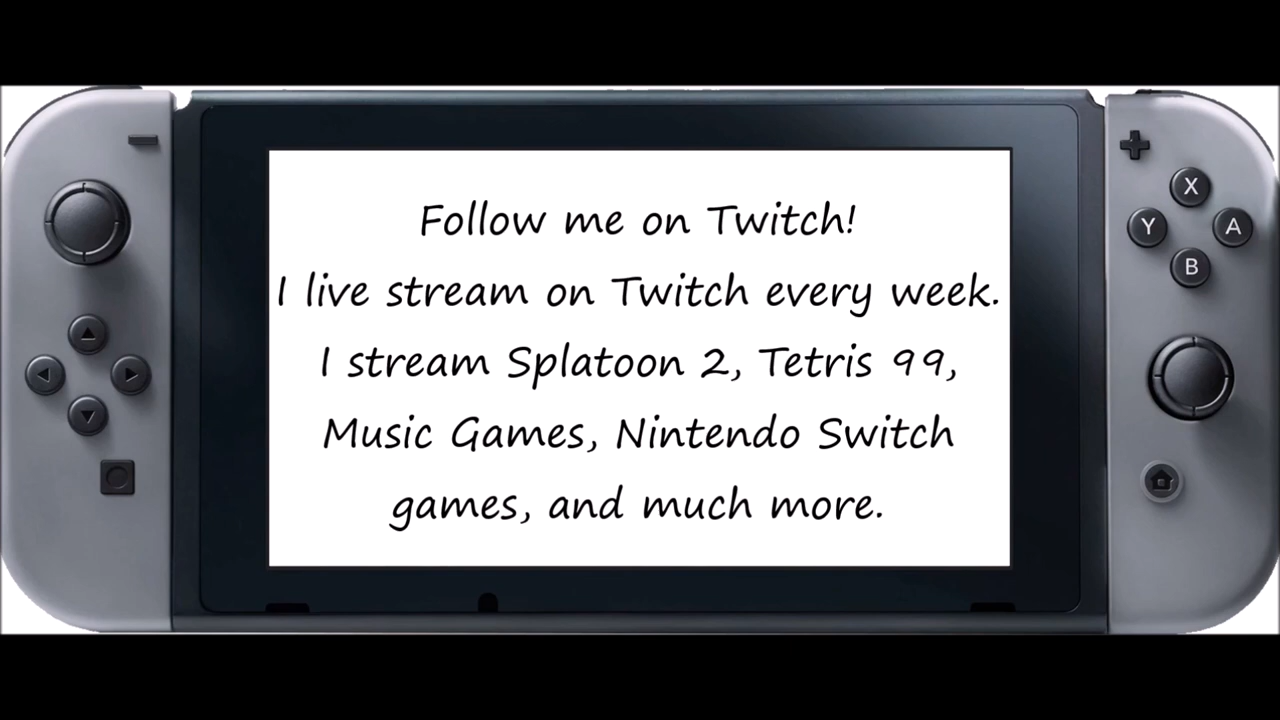 Follow me on Twitch!
I live stream on Twitch every week.
I stream Splatoon 2, Tetris 99,
Music Games, Nintendo Switch
games, and much more.
X
Y A
B